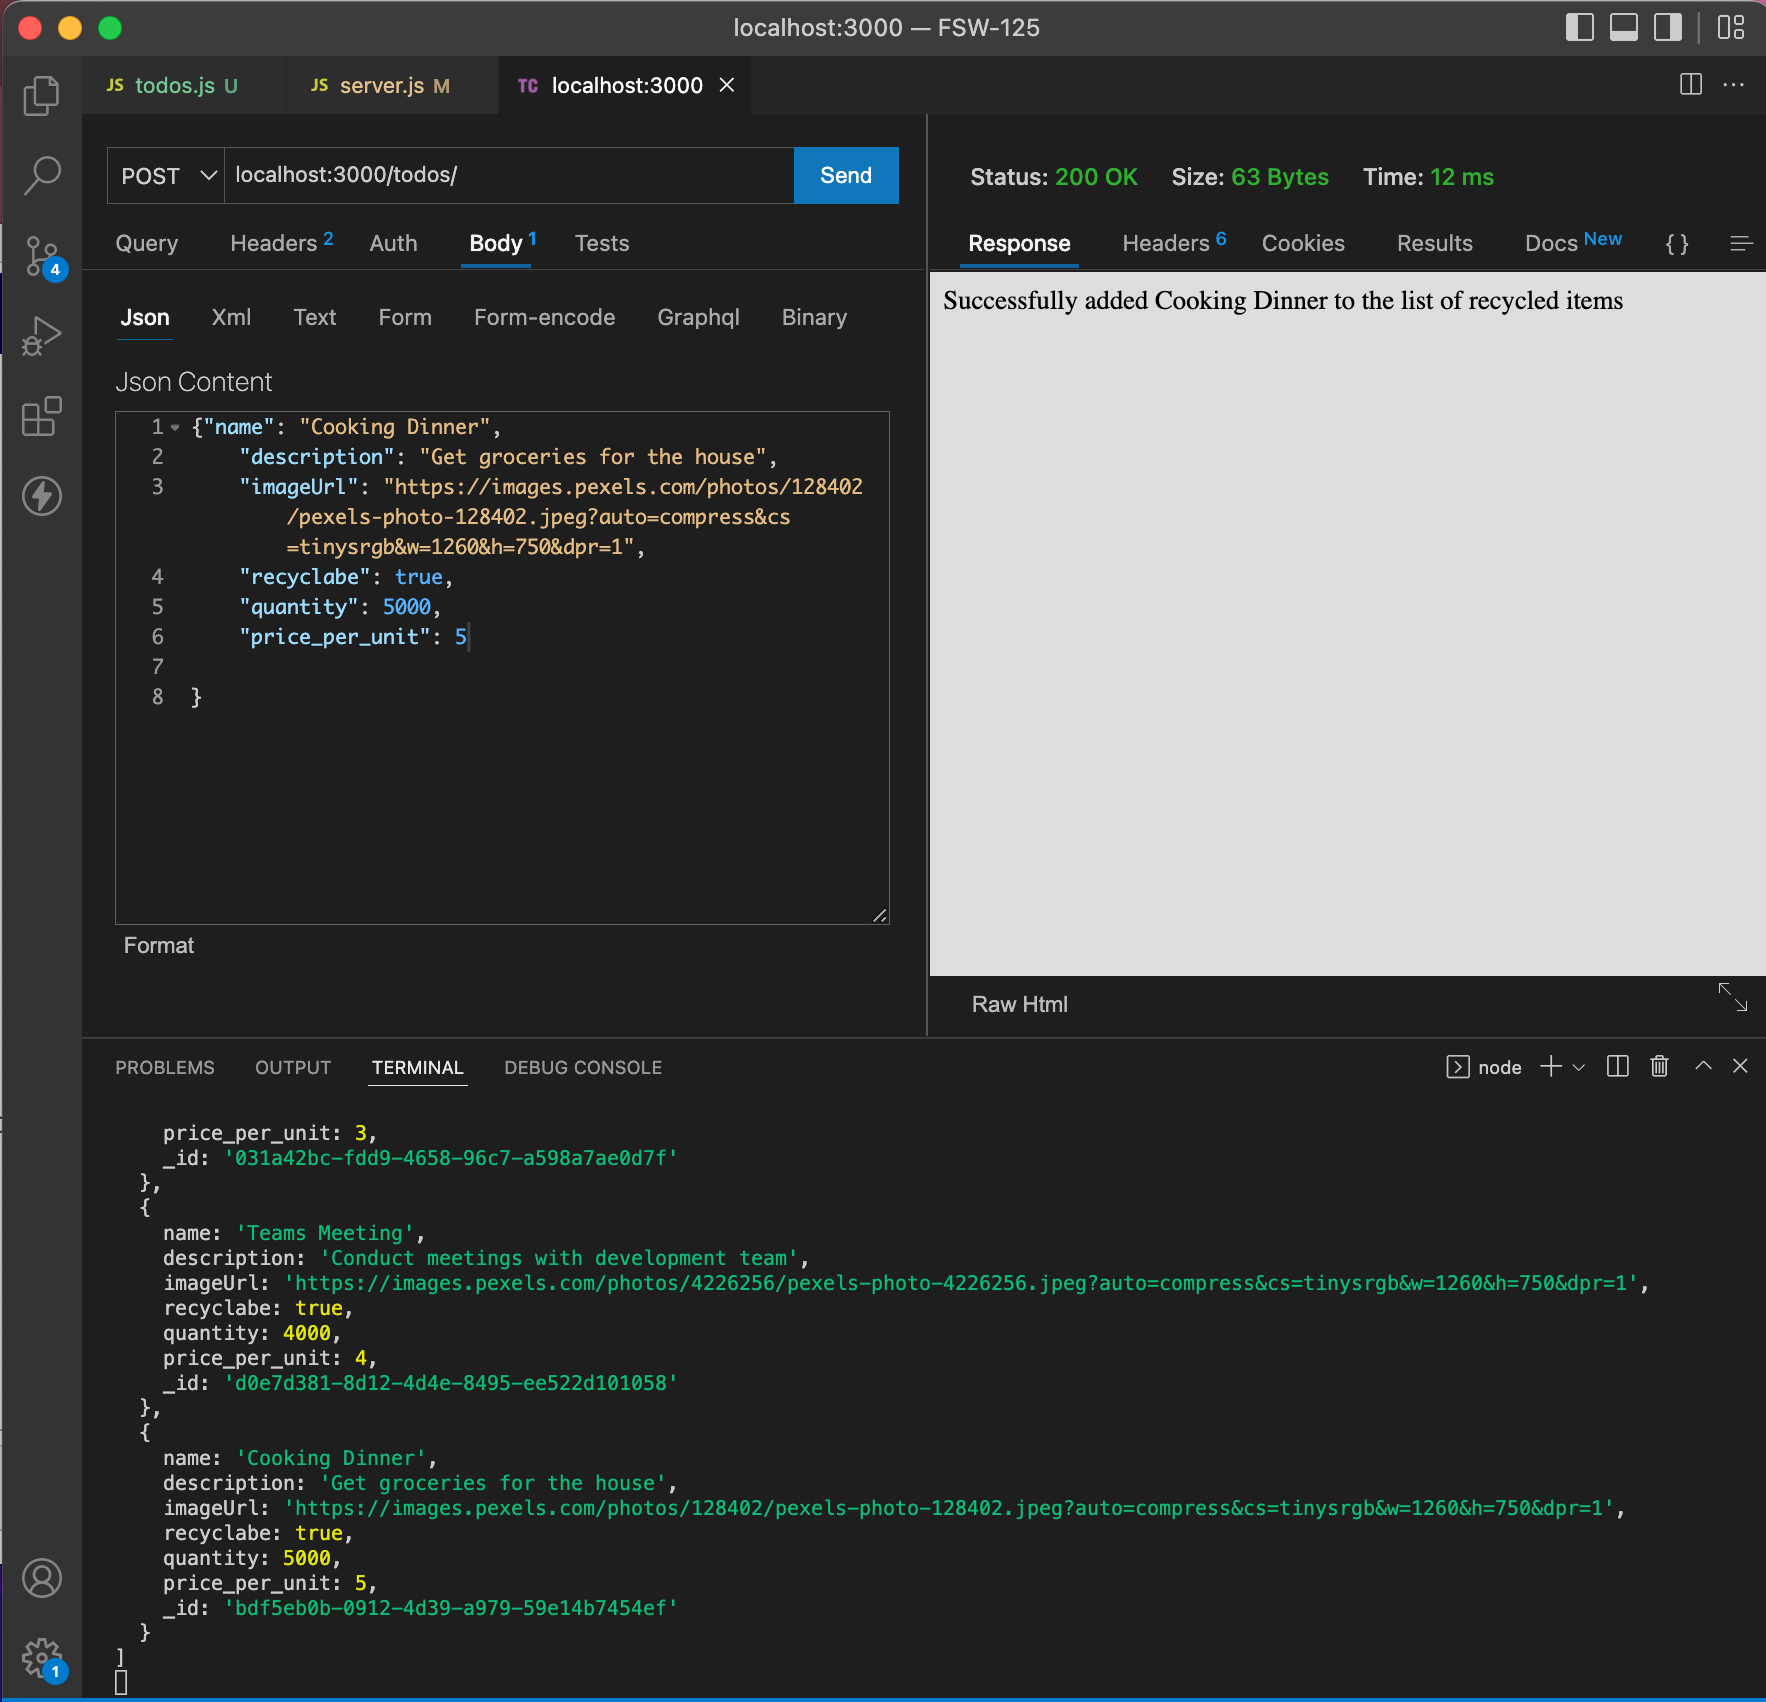 localhost:3000 — FSW-125
JS todos.js U
JS server.js M
TC localhost:3000
POST localhost:3000/todos/ Send
Query Headers 2 Auth Body 1 Tests
Json Xml Text Form Form-encode Graphql Binary
Json Content
1 {"name": "Cooking Dinner",
2 "description": "Get groceries for the house",
3 "imageUrl": "https://images.pexels.com/photos/128402
/pexels-photo-128402.jpeg?auto=compress&cs
=tinysrgb&w=1260&h=750&dpr=1",
4 "recyclabe": true,
5 "quantity": 5000,
6 "price_per_unit": 5
7
8 }
Format
Status: 200 OK Size: 63 Bytes Time: 12 ms
Response Headers 6 Cookies Results Docs New { }
Successfully added Cooking Dinner to the list of recycled items
Raw Html
4
PROBLEMS OUTPUT TERMINAL DEBUG CONSOLE
node
price_per_unit: 3,
_id: '031a42bc-fdd9-4658-96c7-a598a7ae0d7f'
},
{
name: 'Teams Meeting',
description: 'Conduct meetings with development team',
imageUrl: 'https://images.pexels.com/photos/4226256/pexels-photo-4226256.jpeg?auto=compress&cs=tinysrgb&w=1260&h=750&dpr=1',
recyclabe: true,
quantity: 4000,
price_per_unit: 4,
_id: 'd0e7d381-8d12-4d4e-8495-ee522d101058'
},
{
name: 'Cooking Dinner',
description: 'Get groceries for the house',
imageUrl: 'https://images.pexels.com/photos/128402/pexels-photo-128402.jpeg?auto=compress&cs=tinysrgb&w=1260&h=750&dpr=1',
recyclabe: true,
quantity: 5000,
price_per_unit: 5,
_id: 'bdf5eb0b-0912-4d39-a979-59e14b7454ef'
}
]
1